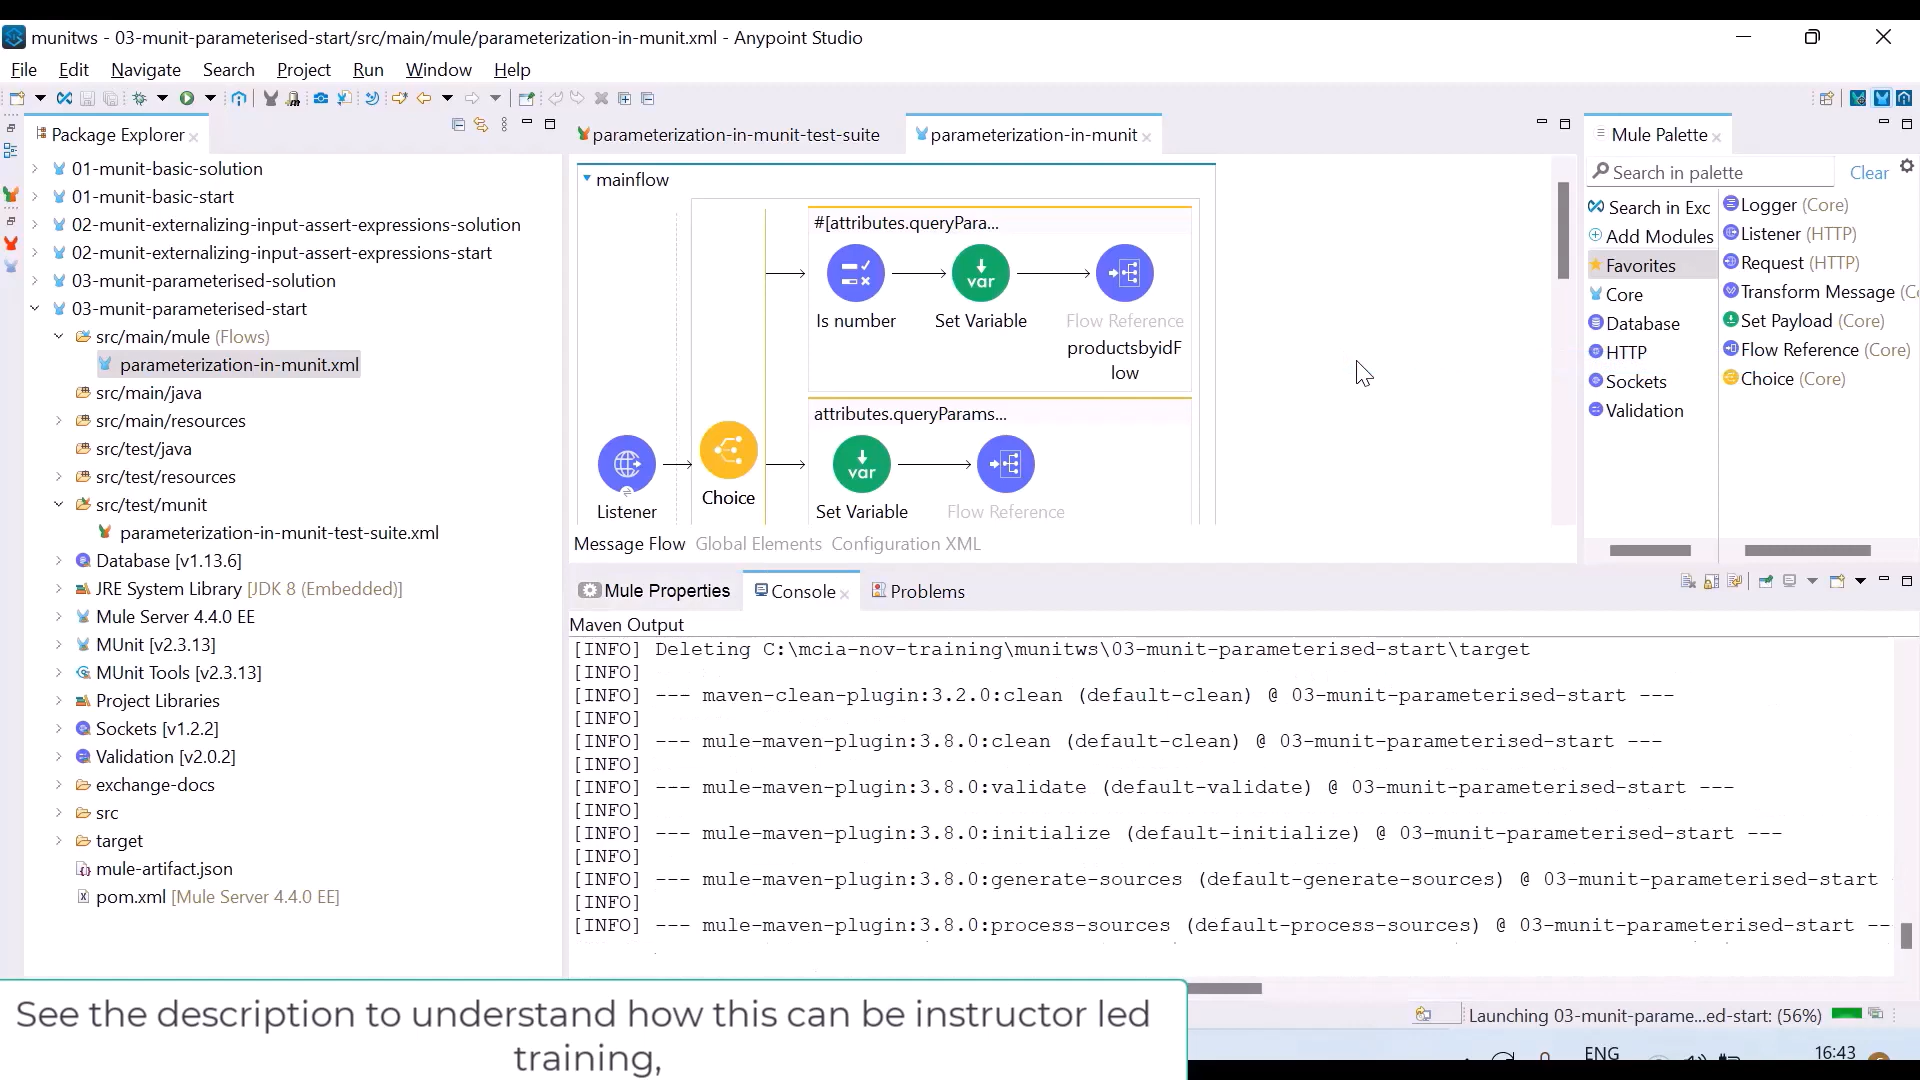 munitws - 03-munit-parameterised-start/src/main/mule/parameterization-in-munit.xml - Anypoint Studio
File Edit Navigate Search Project Run Window Help
Package Explorer
01-munit-basic-solution
01-munit-basic-start
02-munit-externalizing-input-assert-expressions-solution
02-munit-externalizing-input-assert-expressions-start
03-munit-parameterised-solution
03-munit-parameterised-start
src/main/mule (Flows)
parameterization-in-munit.xml
src/main/java
src/main/resources
src/test/java
src/test/resources
src/test/munit
parameterization-in-munit-test-suite.xml
Database [v1.13.6]
JRE System Library [JDK 8 (Embedded)]
Mule Server 4.4.0 EE
MUnit [v2.3.13]
MUnit Tools [v2.3.13]
Project Libraries
Sockets [v1.2.2]
Validation [v2.0.2]
exchange-docs
src
target
mule-artifact.json
pom.xml [Mule Server 4.4.0 EE]
parameterization-in-munit-test-suite
parameterization-in-munit
mainflow
#[attributes.queryPara...
var
Is number
Set Variable
Flow Reference
productsbyidF
low
attributes.queryParams...
var
Listener
Choice
Set Variable
Flow Reference
Message Flow Global Elements Configuration XML
Mule Palette
Search in palette
Clear
Search in Exc
Add Modules
Favorites
Core
Database
HTTP
Sockets
Validation
Logger (Core)
Listener (HTTP)
Request (HTTP)
Transform Message (Co
Set Payload (Core)
Flow Reference (Core)
Choice (Core)
Mule Properties
Console
Problems
Maven Output
[INFO] Deleting C:\mcia-nov-training\munitws\03-munit-parameterised-start\target
[INFO]
[INFO] --- maven-clean-plugin:3.2.0:clean (default-clean) @ 03-munit-parameterised-start ---
[INFO]
[INFO] --- mule-maven-plugin:3.8.0:clean (default-clean) @ 03-munit-parameterised-start ---
[INFO]
[INFO] --- mule-maven-plugin:3.8.0:validate (default-validate) @ 03-munit-parameterised-start ---
[INFO]
[INFO] --- mule-maven-plugin:3.8.0:initialize (default-initialize) @ 03-munit-parameterised-start ---
[INFO]
[INFO] --- mule-maven-plugin:3.8.0:generate-sources (default-generate-sources) @ 03-munit-parameterised-start -
[INFO]
[INFO] --- mule-maven-plugin:3.8.0:process-sources (default-process-sources) @ 03-munit-parameterised-start --
Launching 03-munit-parame...ed-start: (56%)
See the description to understand how this can be instructor led
training,
ENG
16:43